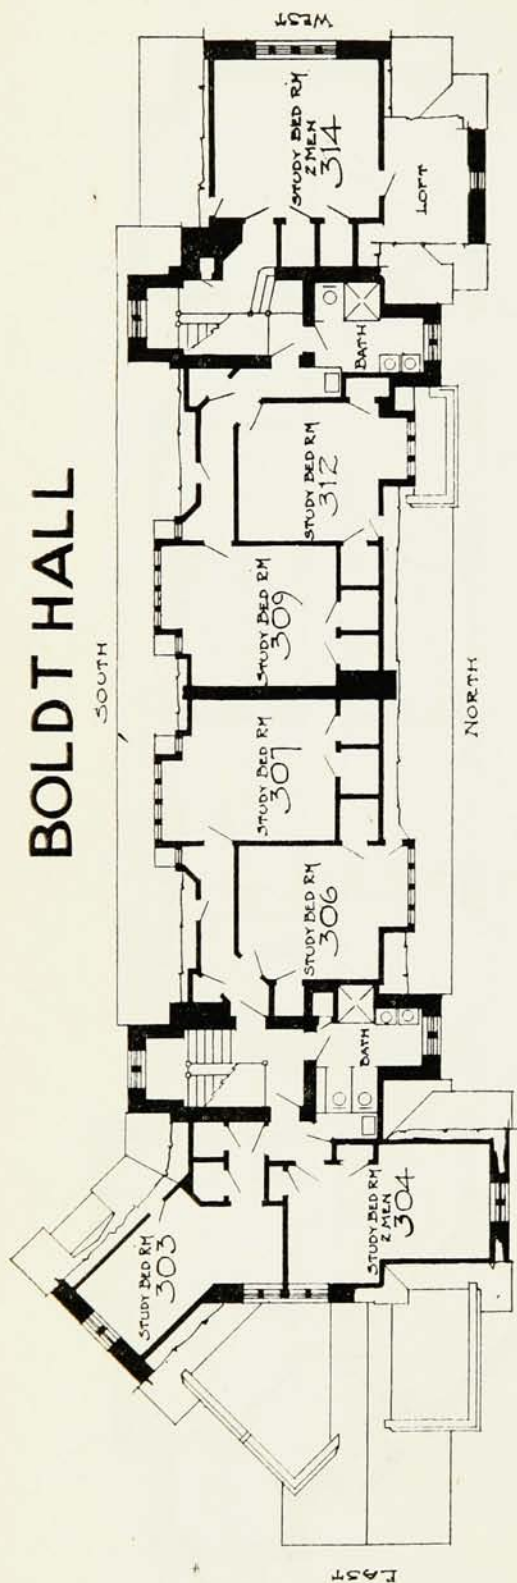 BOLDT HALL
SOUTH
WEST
STUDY BED RM
2 MEN
314
LOFT
BATH
STUDY BED RM
312
STUDY BED RM
309
STUDY BED RM
307
STUDY BED RM
306
BATH
STUDY BED RM
303
STUDY BED RM
2 MEN
304
NORTH
EAST